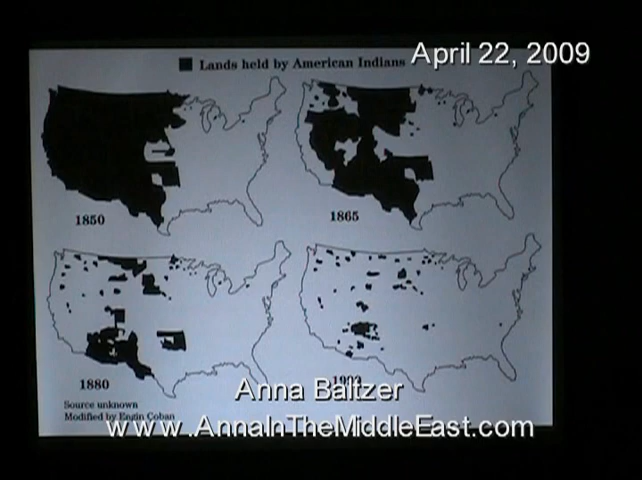 Lands held by American Indians
April 22, 2009
1850
1865
1880
Source unknown
Modified by Engin Coban
Anna Baltzer
www.AnnaInTheMiddleEast.com